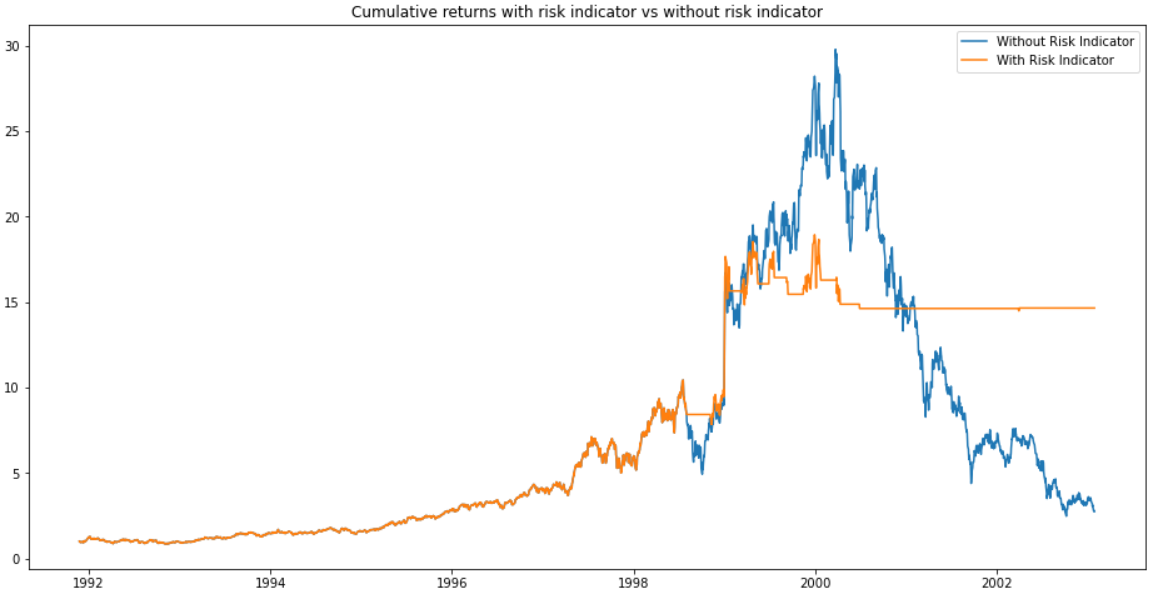 Cumulative returns with risk indicator vs without risk indicator
Without Risk Indicator
With Risk Indicator
30
25
20
15
10
5
0
1992 1994 1996 1998 2000 2002